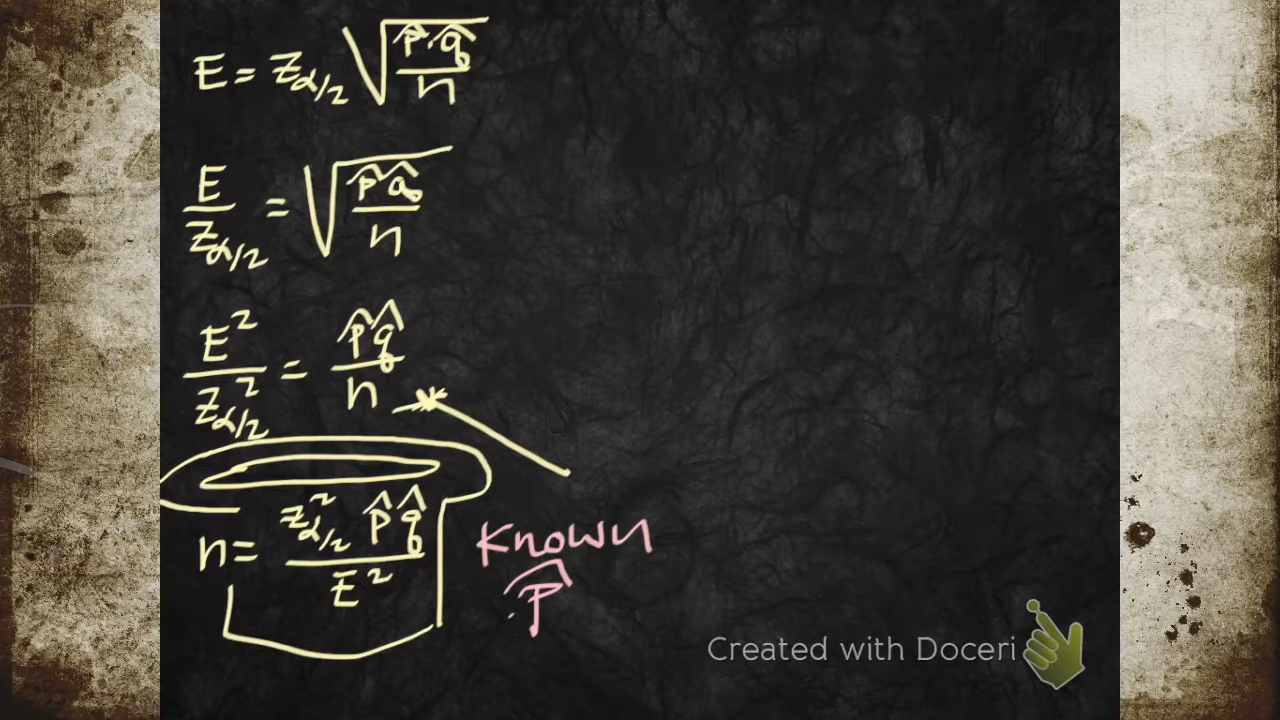 E = z_{α/2} √(p̂·q̂/n)
E/z_{α/2} = √(p̂q̂/n)
E²/z²_{α/2} = p̂q̂/n
n = z²_{α/2} p̂q̂/E²
Known
p̂
Created with Doceri